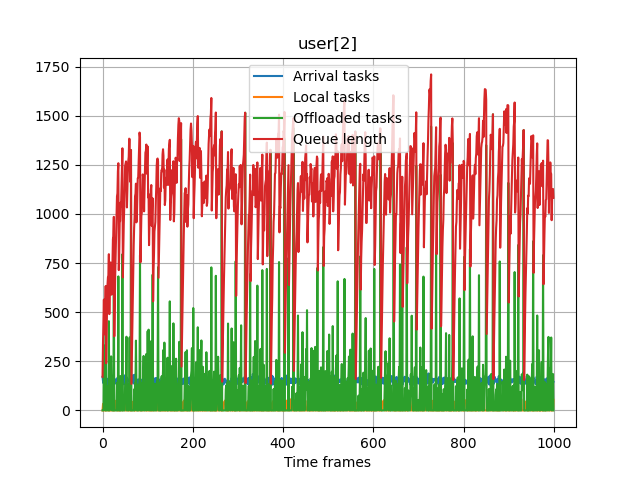 user[2]
1750
1500
1250
1000
750
500
250
0
Arrival tasks
Local tasks
Offloaded tasks
Queue length
0 200 400 600 800 1000
Time frames